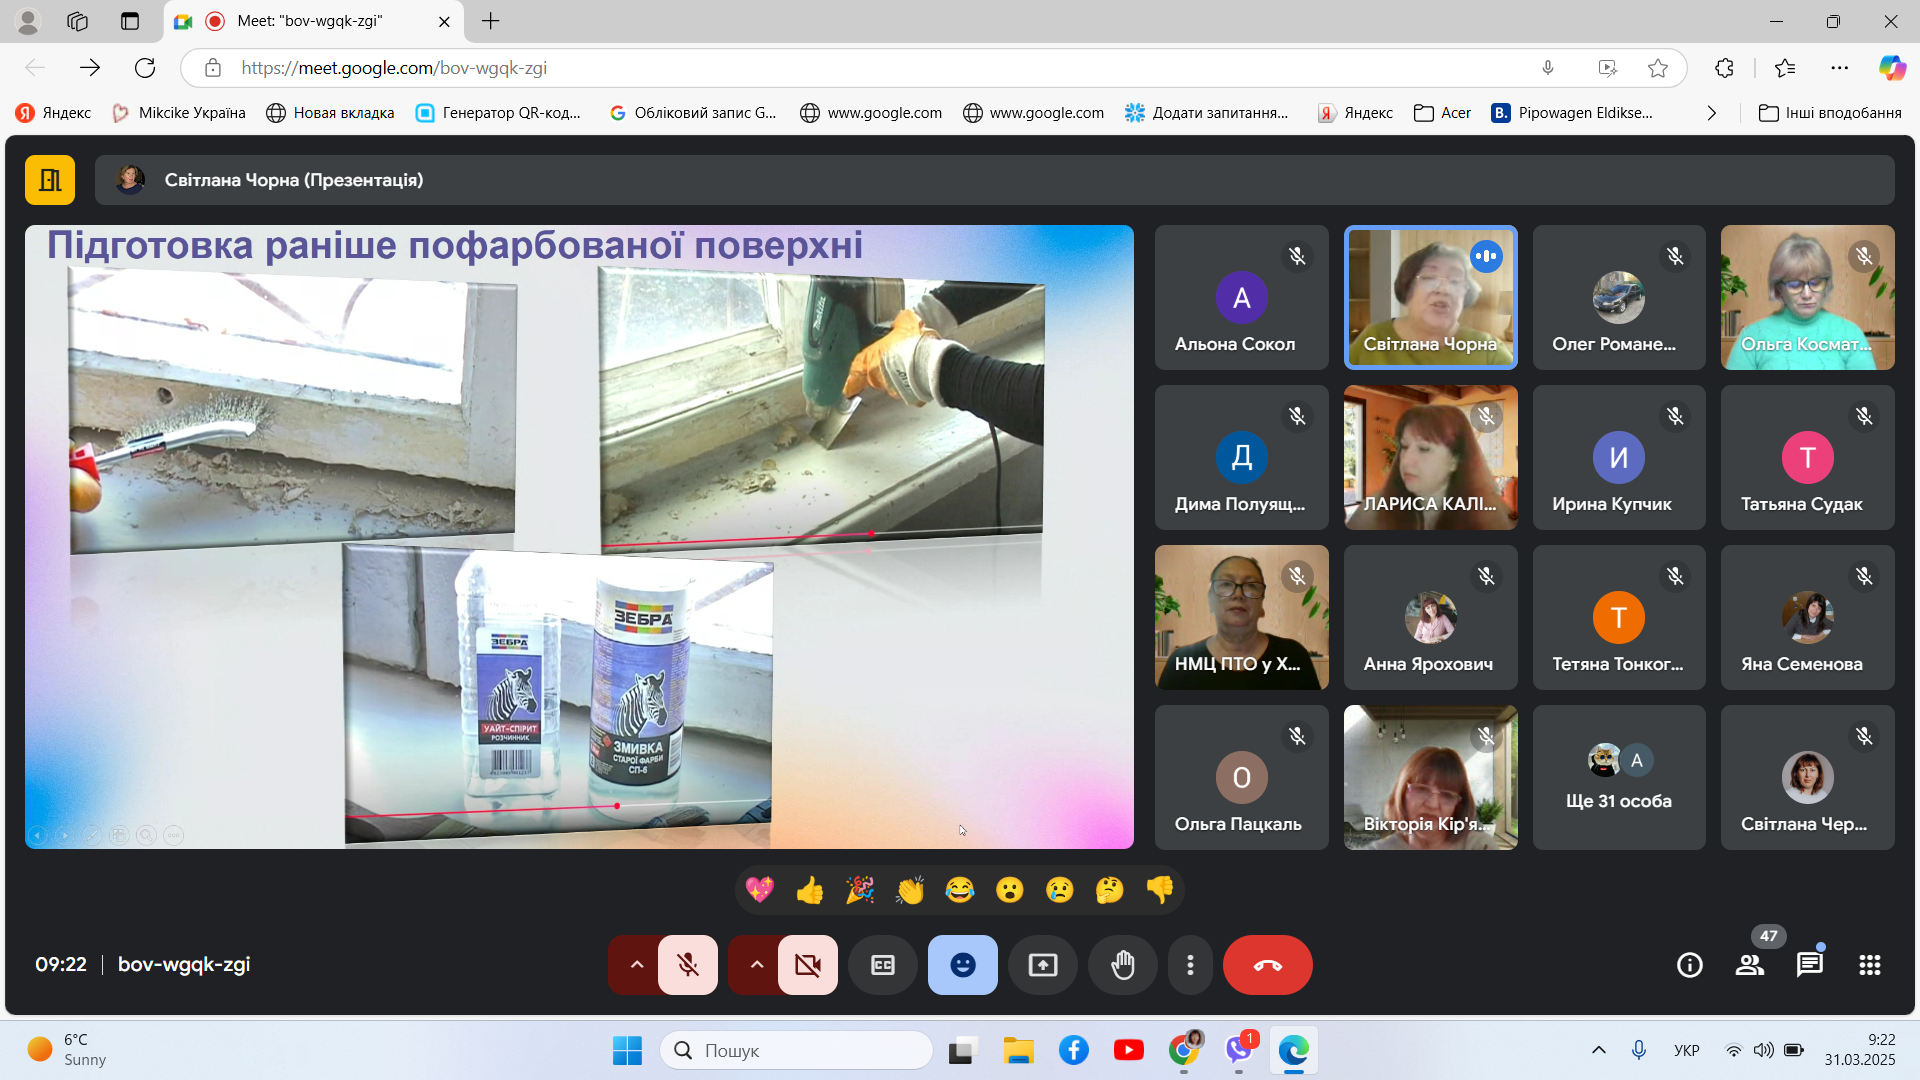 Meet: "bov-wgqk-zgi"
https://meet.google.com/bov-wgqk-zgi
Яндекс
Mikcike Україна
Новая вкладка
Генератор QR-код...
Обліковий запис G...
www.google.com
www.google.com
Додати запитання...
Яндекс
Acer
B.
Pipowagen Eldikse...
Інші вподобання
Світлана Чорна (Презентація)
Підготовка раніше пофарбованої поверхні
makita
ЗЕБРА
УАЙТ-СПІРИТ
РОЗЧИННИК
ЗЕБРА
ЗМИВКА
СТАРОЇ ФАРБИ
СП-6
А
Альона Сокол
Світлана Чорна
Олег Романе...
Ольга Космат...
Д
Дима Полуящ...
ЛАРИСА КАЛІ...
И
Ирина Купчик
Т
Татьяна Судак
НМЦ ПТО у Х...
Анна Ярохович
Т
Тетяна Тонког...
Яна Семенова
О
Ольга Пацкаль
Вікторія Кір'я...
А
Ще 31 особа
Світлана Чер...
09:22 | bov-wgqk-zgi
47
6°C
Sunny
Пошук
1
УКР
9:22
31.03.2025